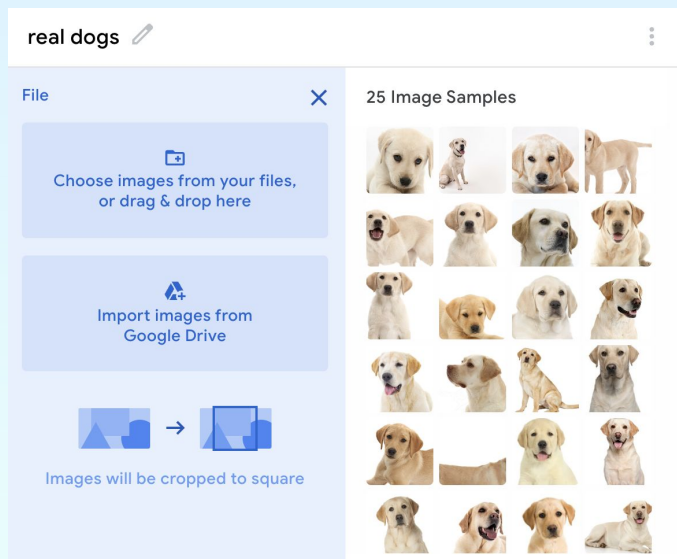 real dogs
File
Choose images from your files,
or drag & drop here
Import images from
Google Drive
Images will be cropped to square
25 Image Samples